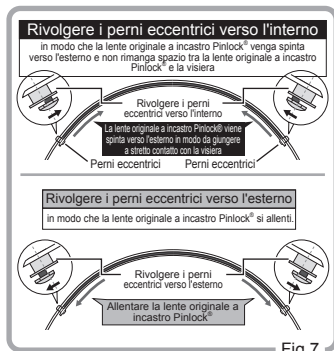 Rivolgere i perni eccentrici verso l'interno
in modo che la lente originale a incastro Pinlock® venga spinta
verso l'esterno e non rimanga spazio tra la lente originale a incastro
Pinlock® e la visiera
Rivolgere i perni
eccentrici verso l'interno
La lente originale a incastro Pinlock® viene
spinta verso l'esterno in modo da giungere
a stretto contatto con la visiera
Perni eccentrici
Perni eccentrici
Rivolgere i perni eccentrici verso l'esterno
in modo che la lente originale a incastro Pinlock® si allenti.
Rivolgere i perni
eccentrici verso l'esterno
Allentare la lente originale a
incastro Pinlock®
Fig.7